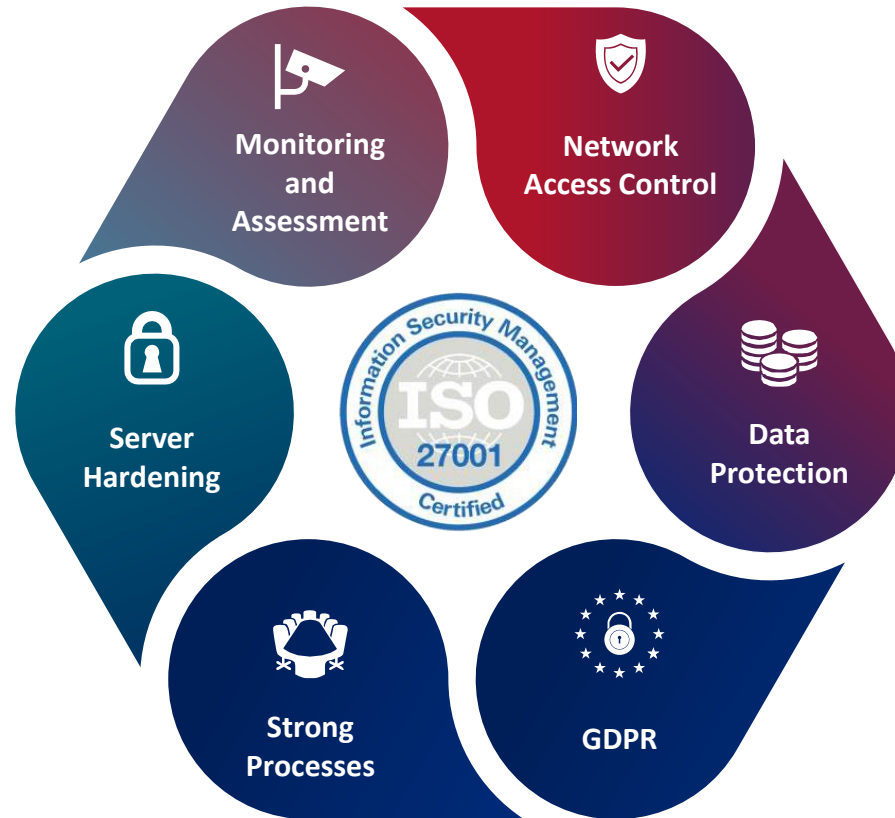 Monitoring
and
Assessment
Network
Access Control
Server
Hardening
Information Security Management
ISO
27001
Certified
Data
Protection
Strong
Processes
GDPR